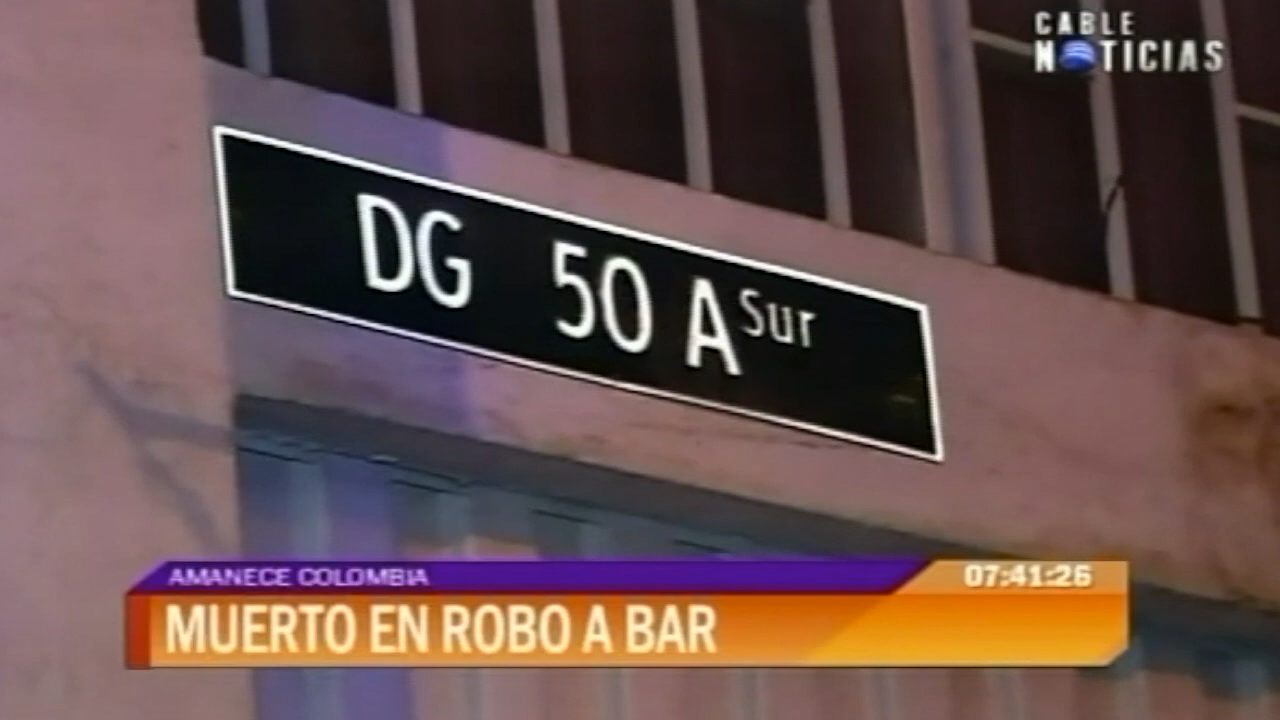 CABLE
NOTICIAS
DG 50 A Sur
AMANECE COLOMBIA
07:41:26
MUERTO EN ROBO A BAR